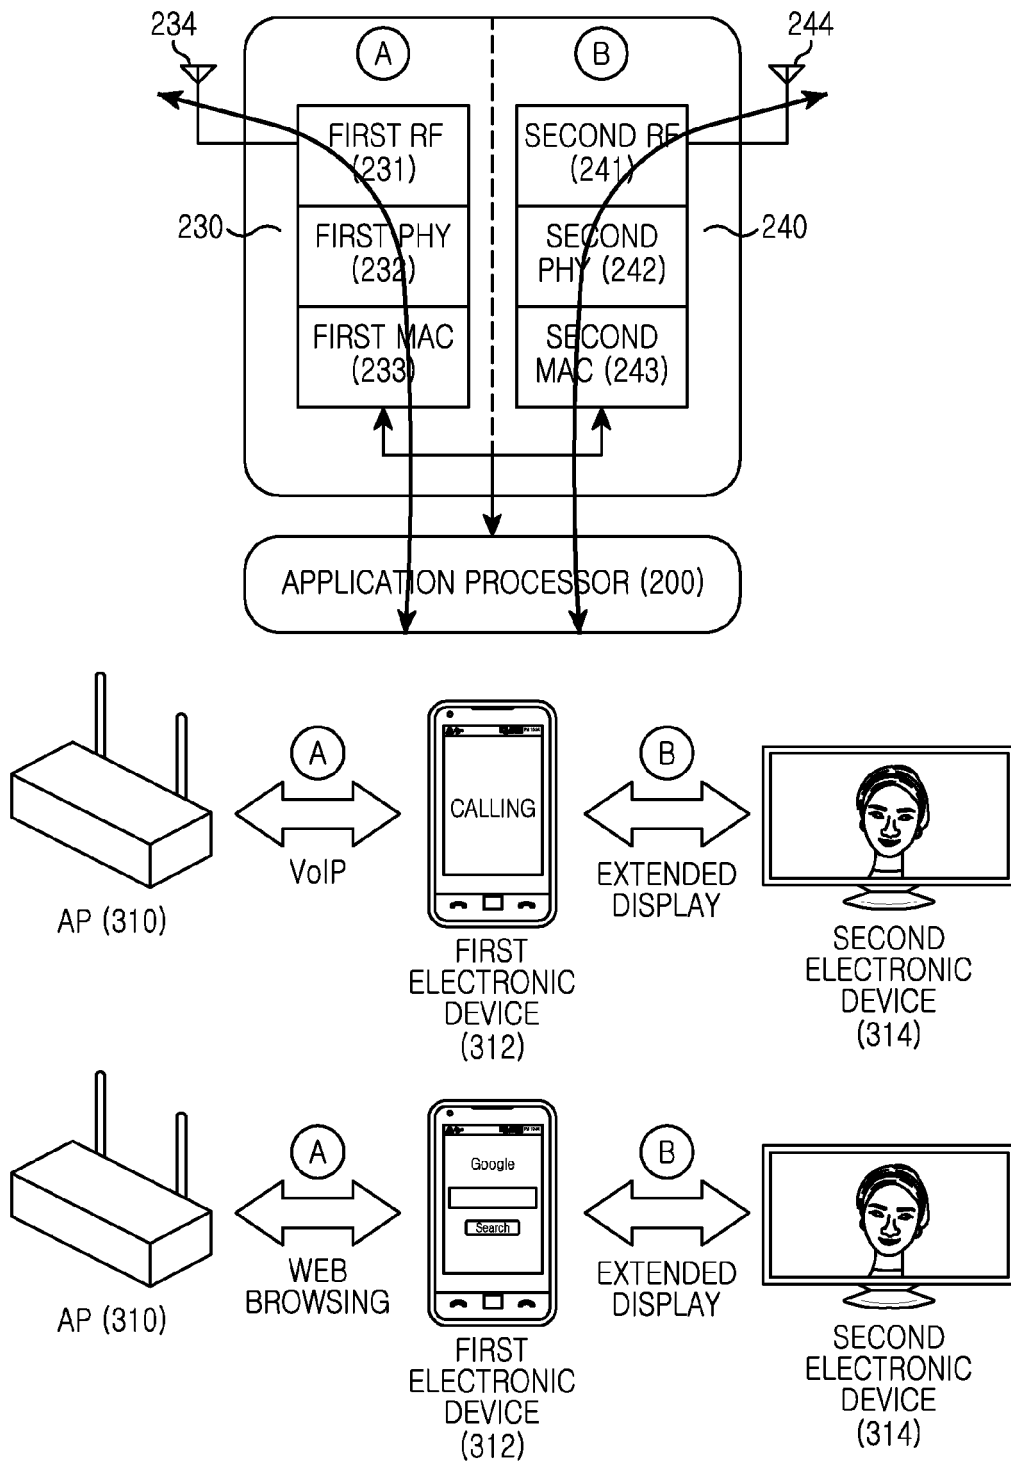 234
A
B
244
FIRST RF
(231)
SECOND RF
(241)
230
FIRST PHY
(232)
SECOND
PHY (242)
240
FIRST MAC
(233)
SECOND
MAC (243)
APPLICATION PROCESSOR (200)
A
B
CALLING
VoIP
EXTENDED
DISPLAY
AP (310)
FIRST
ELECTRONIC
DEVICE
(312)
SECOND
ELECTRONIC
DEVICE
(314)
A
B
Google
Search
WEB
BROWSING
EXTENDED
DISPLAY
AP (310)
FIRST
ELECTRONIC
DEVICE
(312)
SECOND
ELECTRONIC
DEVICE
(314)